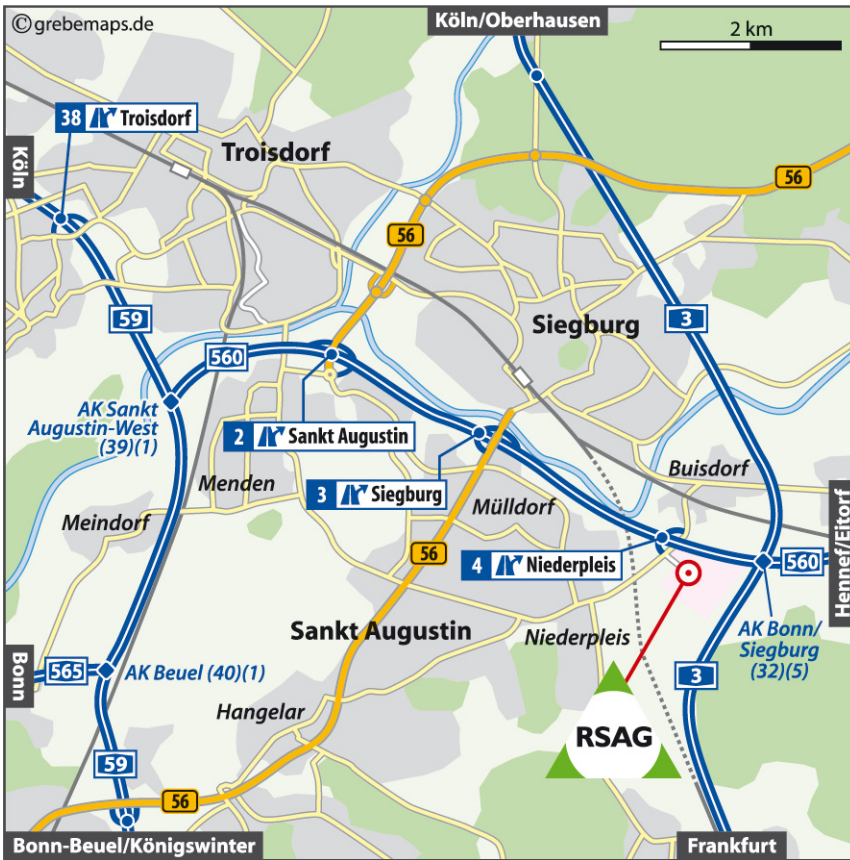 © grebemaps.de
Köln/Oberhausen
2 km
38 Troisdorf
Köln
Troisdorf
56
56
59
Siegburg
3
560
AK Sankt
Augustin-West
(39)(1)
2 Sankt Augustin
Menden
3 Siegburg
Buisdorf
Meindorf
Mülldorf
56
4 Niederpleis
560
Hennef/Eitorf
Sankt Augustin
Niederpleis
AK Bonn/
Siegburg
(32)(5)
Bonn
565
AK Beuel (40)(1)
3
Hangelar
RSAG
59
56
Bonn-Beuel/Königswinter
Frankfurt